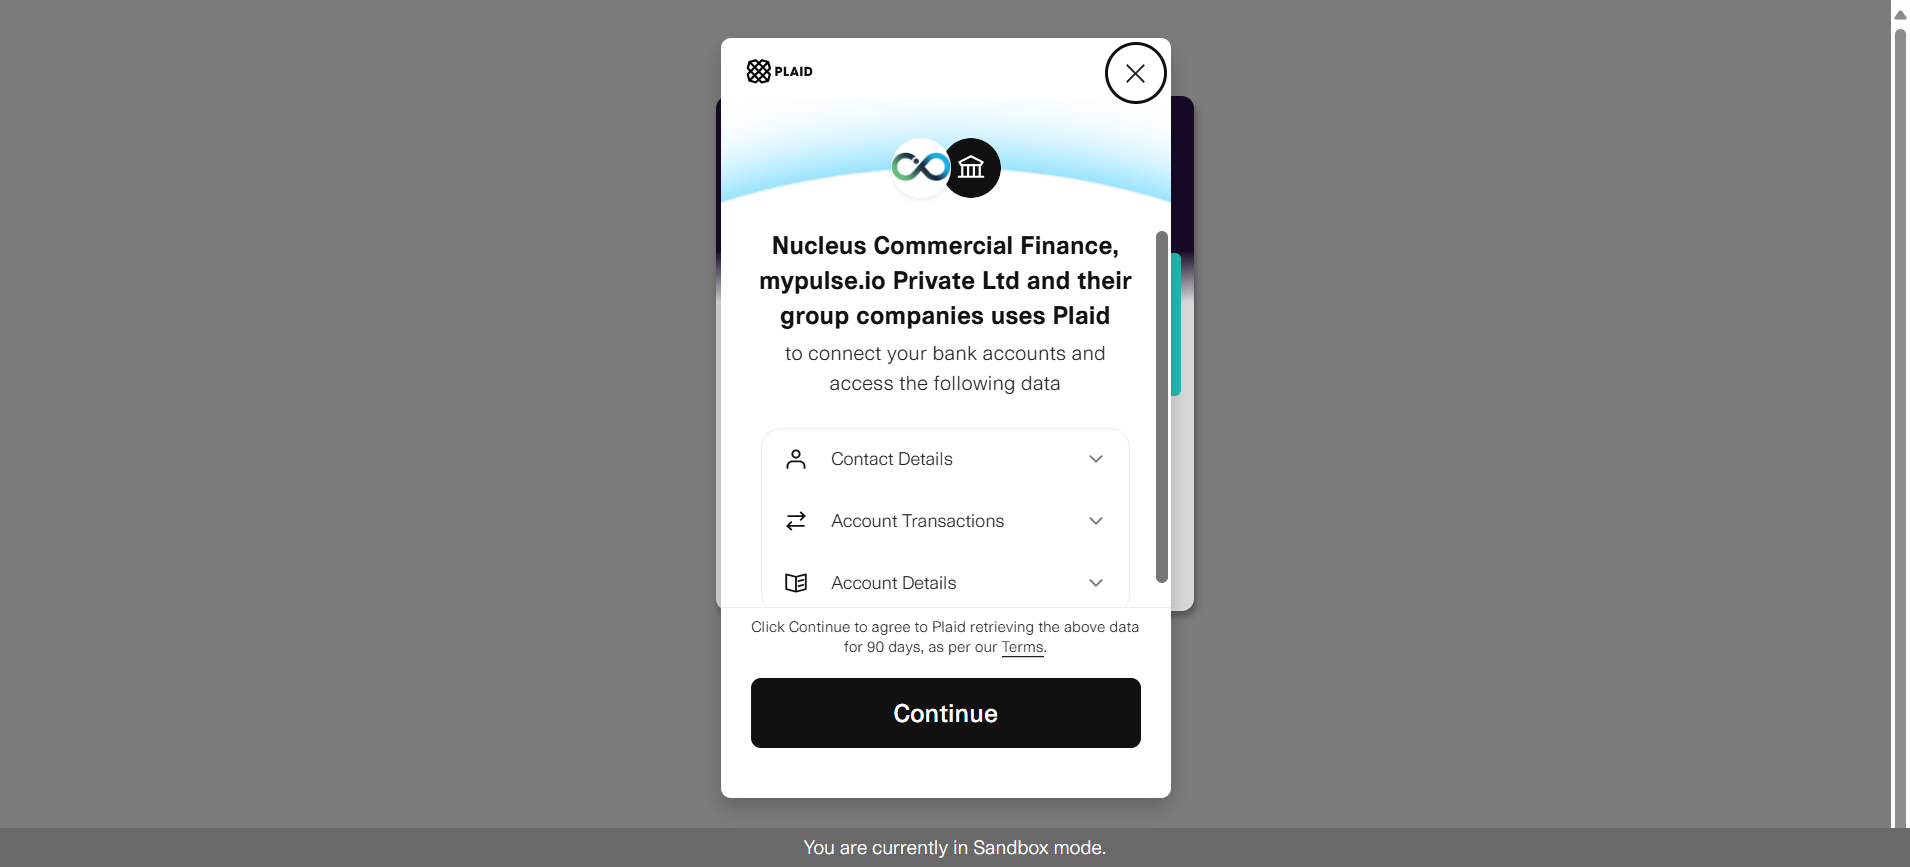 PLAID
Nucleus Commercial Finance,
mypulse.io Private Ltd and their
group companies uses Plaid
to connect your bank accounts and
access the following data
Contact Details
Account Transactions
Account Details
Click Continue to agree to Plaid retrieving the above data
for 90 days, as per our Terms.
Continue
You are currently in Sandbox mode.